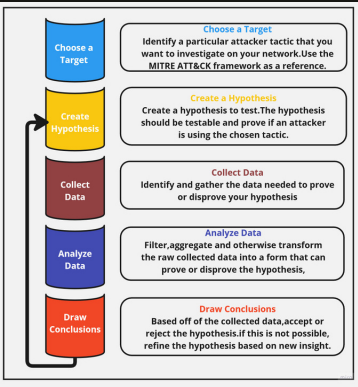 Choose a
Target
Choose a Target
Identify a particular attacker tactic that you
want to investigate on your network.Use the
MITRE ATT&CK framework as a reference.
Create
Hypothesis
Create a Hypothesis
Create a hypothesis to test.The hypothesis
should be testable and prove if an attacker
is using the chosen tactic.
Collect
Data
Collect Data
Identify and gather the data needed to prove
or disprove your hypothesis
Analyze
Data
Analyze Data
Filter,aggregate and otherwise transform
the raw collected data into a form that can
prove or disprove the hypothesis,
Draw
Conclusions
Draw Conclusions
Based off of the collected data,accept or
reject the hypothesis.if this is not possible,
refine the hypothesis based on new insight.